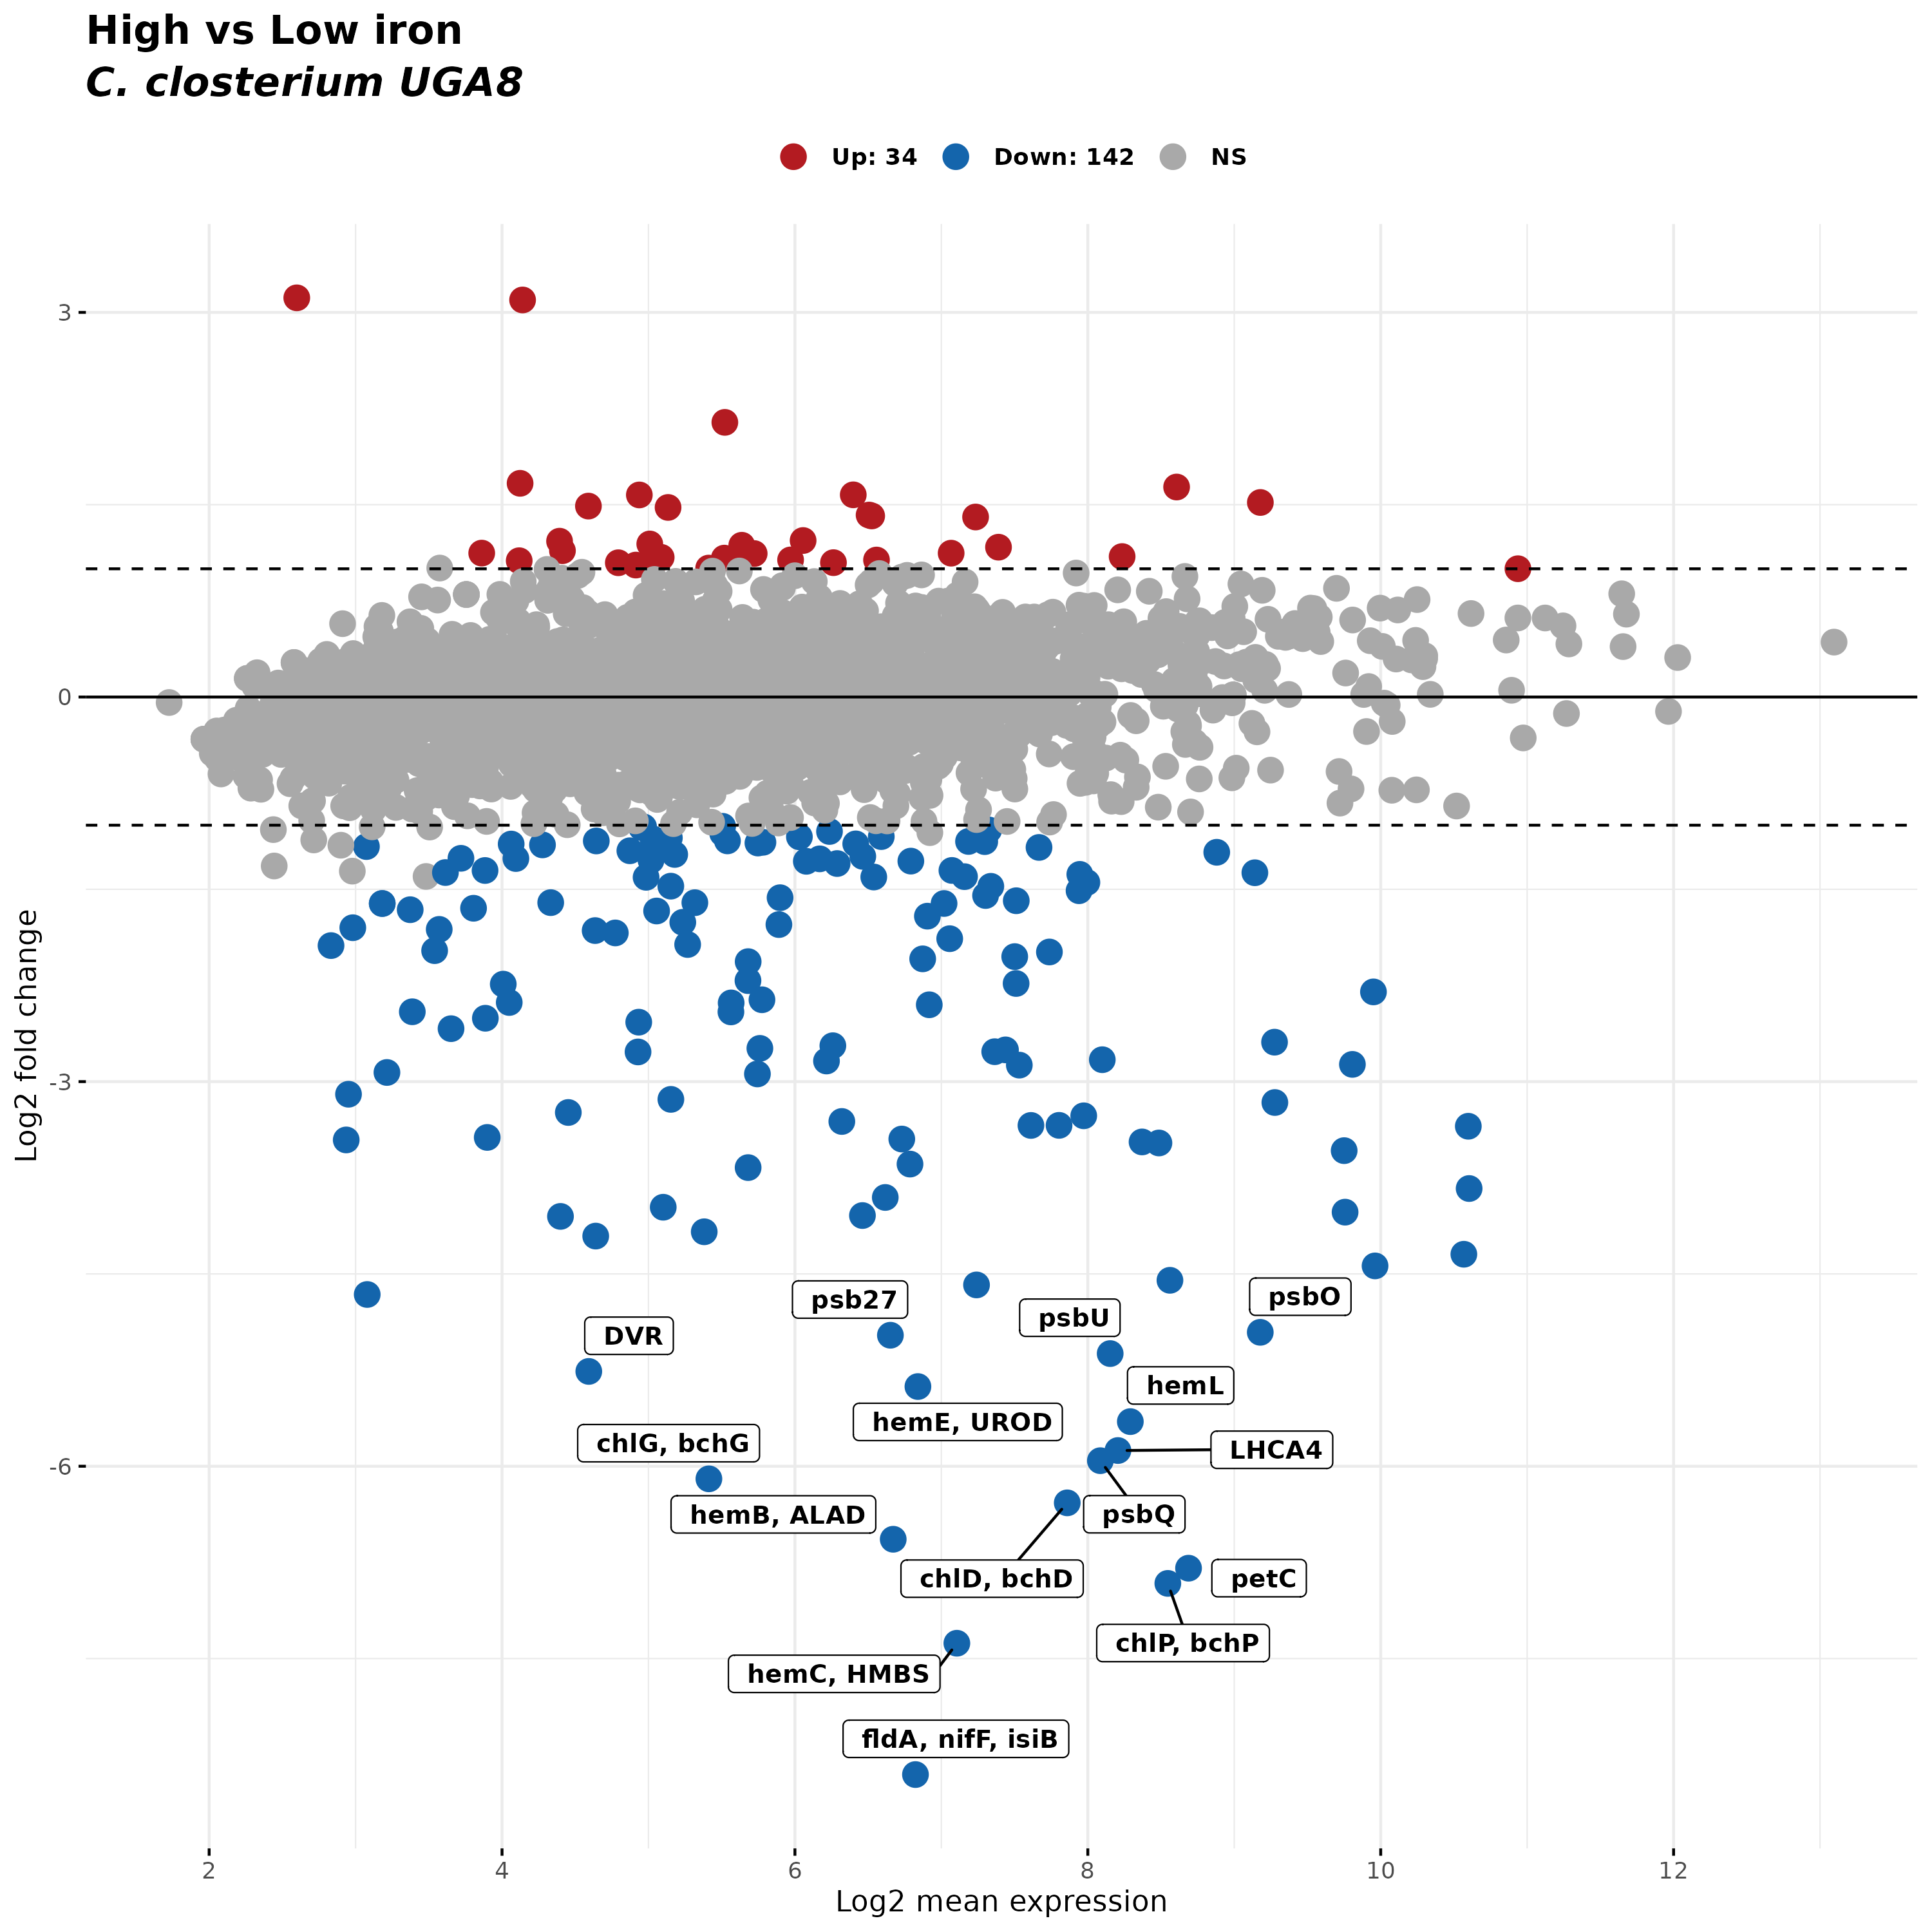 High vs Low iron
C. closterium UGA8
Up: 34 Down: 142 NS
3
0
-3
-6
Log2 fold change
psb27
psbO
psbU
DVR
hemL
hemE, UROD
chlG, bchG
LHCA4
hemB, ALAD
psbQ
chlD, bchD
petC
chlP, bchP
hemC, HMBS
fldA, nifF, isiB
2 4 6 8 10 12
Log2 mean expression